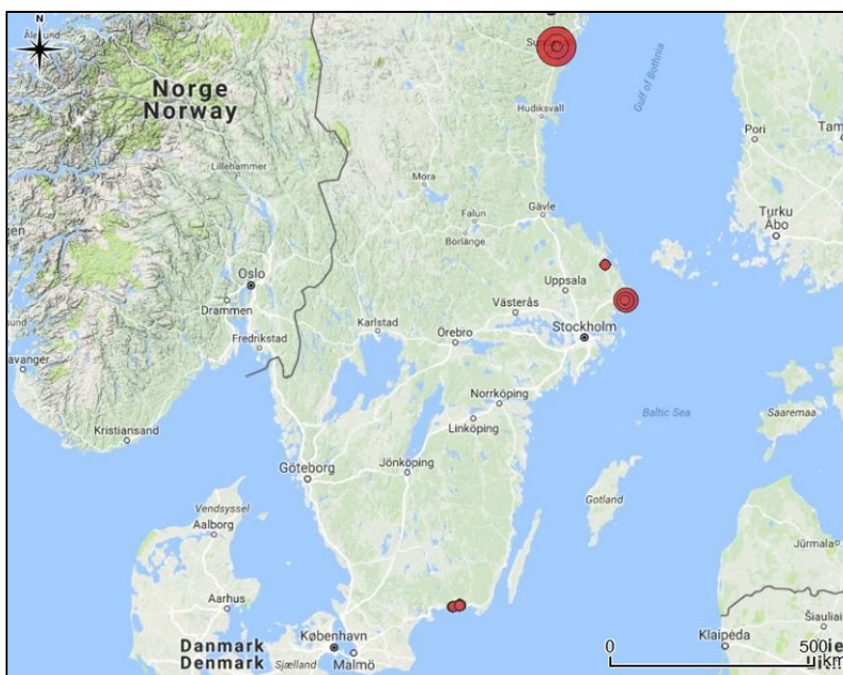 N
Norge
Norway
Gulf of Bothnia
Hudiksvall
Pori
Lillehammer
Mora
Gävle
Falun
Turku
Åbo
Borlänge
Oslo
Uppsala
Drammen
Västerås
Karlstad
Örebro
Stockholm
Fredrikstad
Norrköping
Baltic Sea
Saaremaa
Kristiansand
Linköping
Jönköping
Göteborg
Gotland
Vendsyssel
Aalborg
Jūrmala
Aarhus
Danmark
Denmark
København
Sjælland
Malmö
Klaipėda
0
500
km